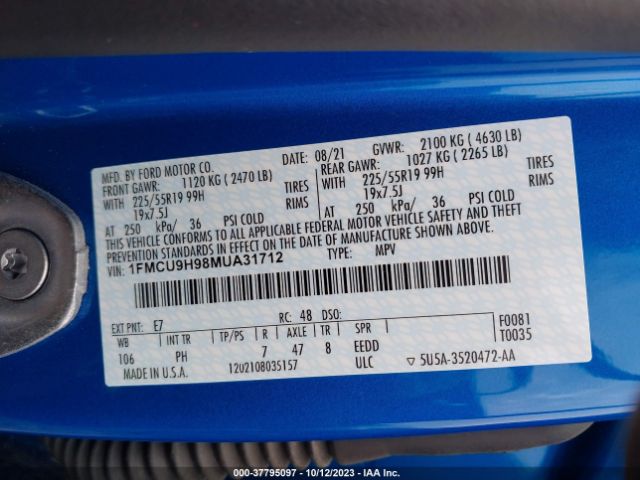 MFD. BY FORD MOTOR CO.
DATE: 08/21
GVWR: 2100 KG ( 4630 LB)
FRONT GAWR: 1120 KG ( 2470 LB)
REAR GAWR: 1027 KG ( 2265 LB)
WITH 225/55R19 99H TIRES
WITH 225/55R19 99H TIRES
19x7.5J RIMS
19x7.5J RIMS
AT 250 kPa/ 36 PSI COLD
AT 250 kPa/ 36 PSI COLD
THIS VEHICLE CONFORMS TO ALL APPLICABLE FEDERAL MOTOR VEHICLE SAFETY AND THEFT
PREVENTION STANDARDS IN EFFECT ON THE DATE OF MANUFACTURE SHOWN ABOVE.
1FMCU9H98MUA31712 TYPE: MPV
EXT PNT: E7 RC: 48 DSO:
F0081
T0035
WB INT TR TP/PS R AXLE TR SPR
106 PH 7 47 8 EEDD
MADE IN U.S.A. 12U2108035157 ULC ▽ 5U5A-3520472-AA
000-37795097 - 10/12/2023 - IAA Inc.